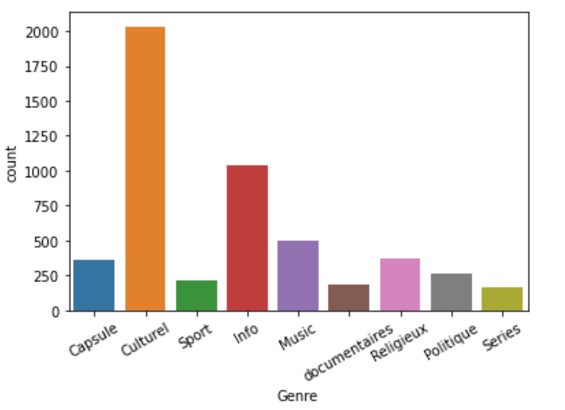 2000
1750
1500
1250
1000
750
500
250
0
count
Capsule
Culturel
Sport
Info
Music
documentaires
Religieux
Politique
Series
Genre